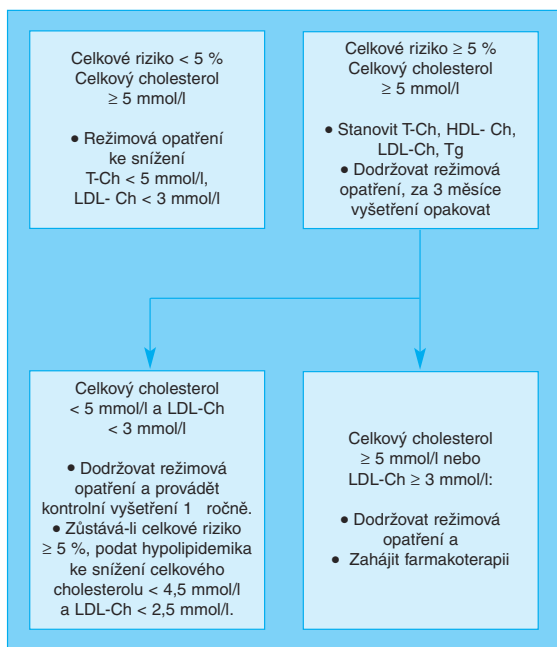 Celkové riziko < 5 %
Celkový cholesterol
≥ 5 mmol/l
● Režimová opatření
ke snížení
T-Ch < 5 mmol/l,
LDL- Ch < 3 mmol/l
Celkové riziko ≥ 5 %
Celkový cholesterol
≥ 5 mmol/l
● Stanovit T-Ch, HDL- Ch,
LDL-Ch, Tg
● Dodržovat režimová
opatření, za 3 měsíce
vyšetření opakovat
Celkový cholesterol
< 5 mmol/l a LDL-Ch
< 3 mmol/l
● Dodržovat režimová
opatření a provádět
kontrolní vyšetření 1 ročně.
● Zůstává-li celkové riziko
≥ 5 %, podat hypolipidemika
ke snížení celkového
cholesterolu < 4,5 mmol/l
a LDL-Ch < 2,5 mmol/l.
Celkový cholesterol
≥ 5 mmol/l nebo
LDL-Ch ≥ 3 mmol/l:
● Dodržovat režimová
opatření a
● Zahájit farmakoterapii